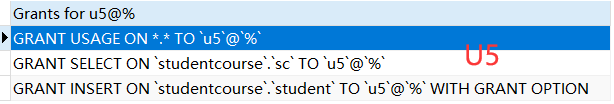 Grants for u5@%
GRANT USAGE ON *.* TO `u5`@`%`
U5
GRANT SELECT ON `studentcourse`.`sc` TO `u5`@`%`
GRANT INSERT ON `studentcourse`.`student` TO `u5`@`%` WITH GRANT OPTION